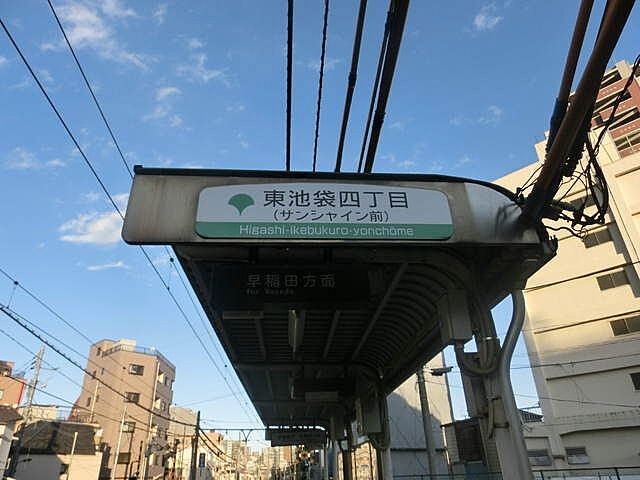 東池袋四丁目
(サンシャイン前)
Higashi-ikebukuro-yonchōme
早稲田方面
for Waseda